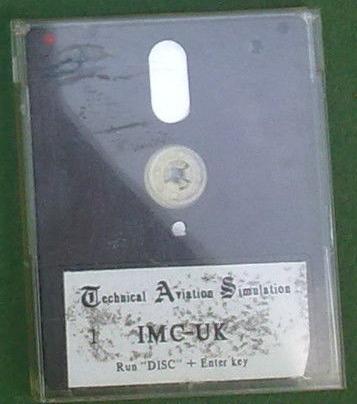 Technical Aviation Simulation
1 IMC-UK
Run "DISC" + Enter key